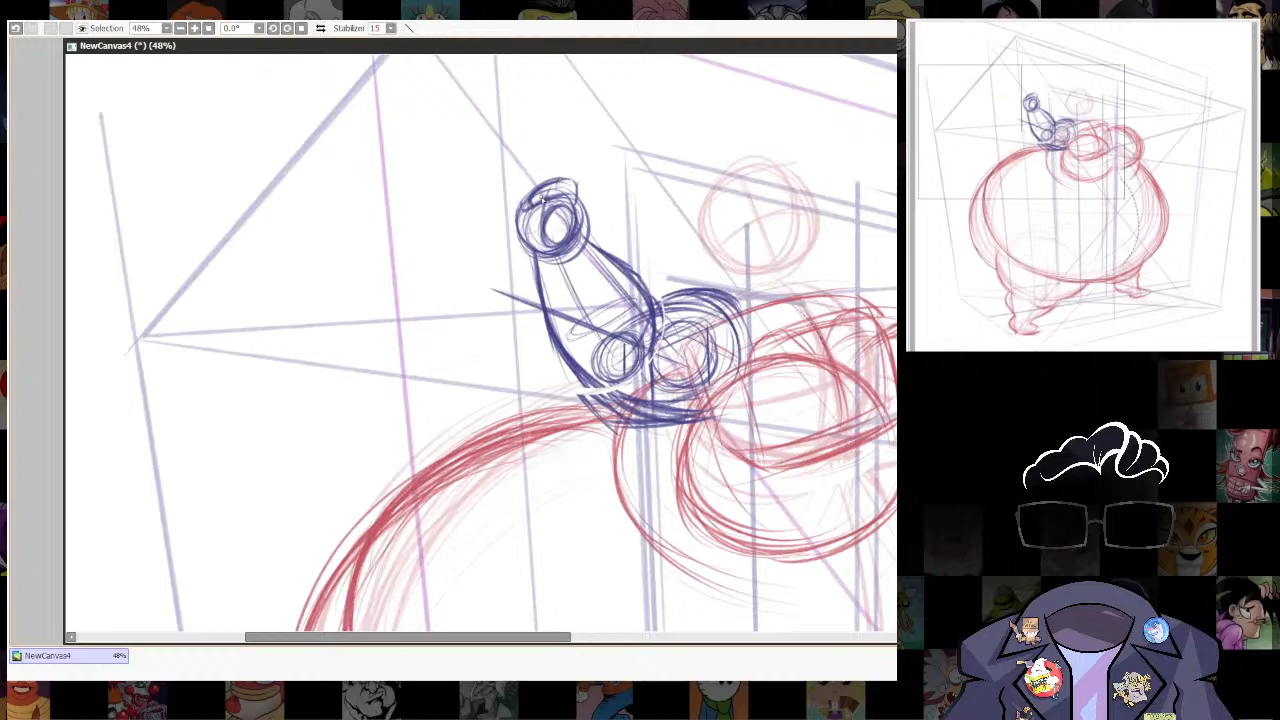 Selection 48% 0.0° Stabilizer 15
NewCanvas4 (*) (48%)
NewCanvas4 48%